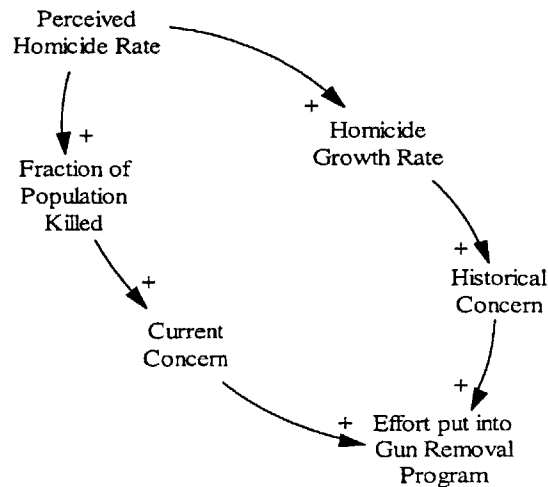 Perceived
Homicide Rate
+
+
Homicide
Growth Rate
Fraction of
Population
Killed
+
+
Historical
Concern
Current
Concern
+
+
Effort put into
Gun Removal
Program